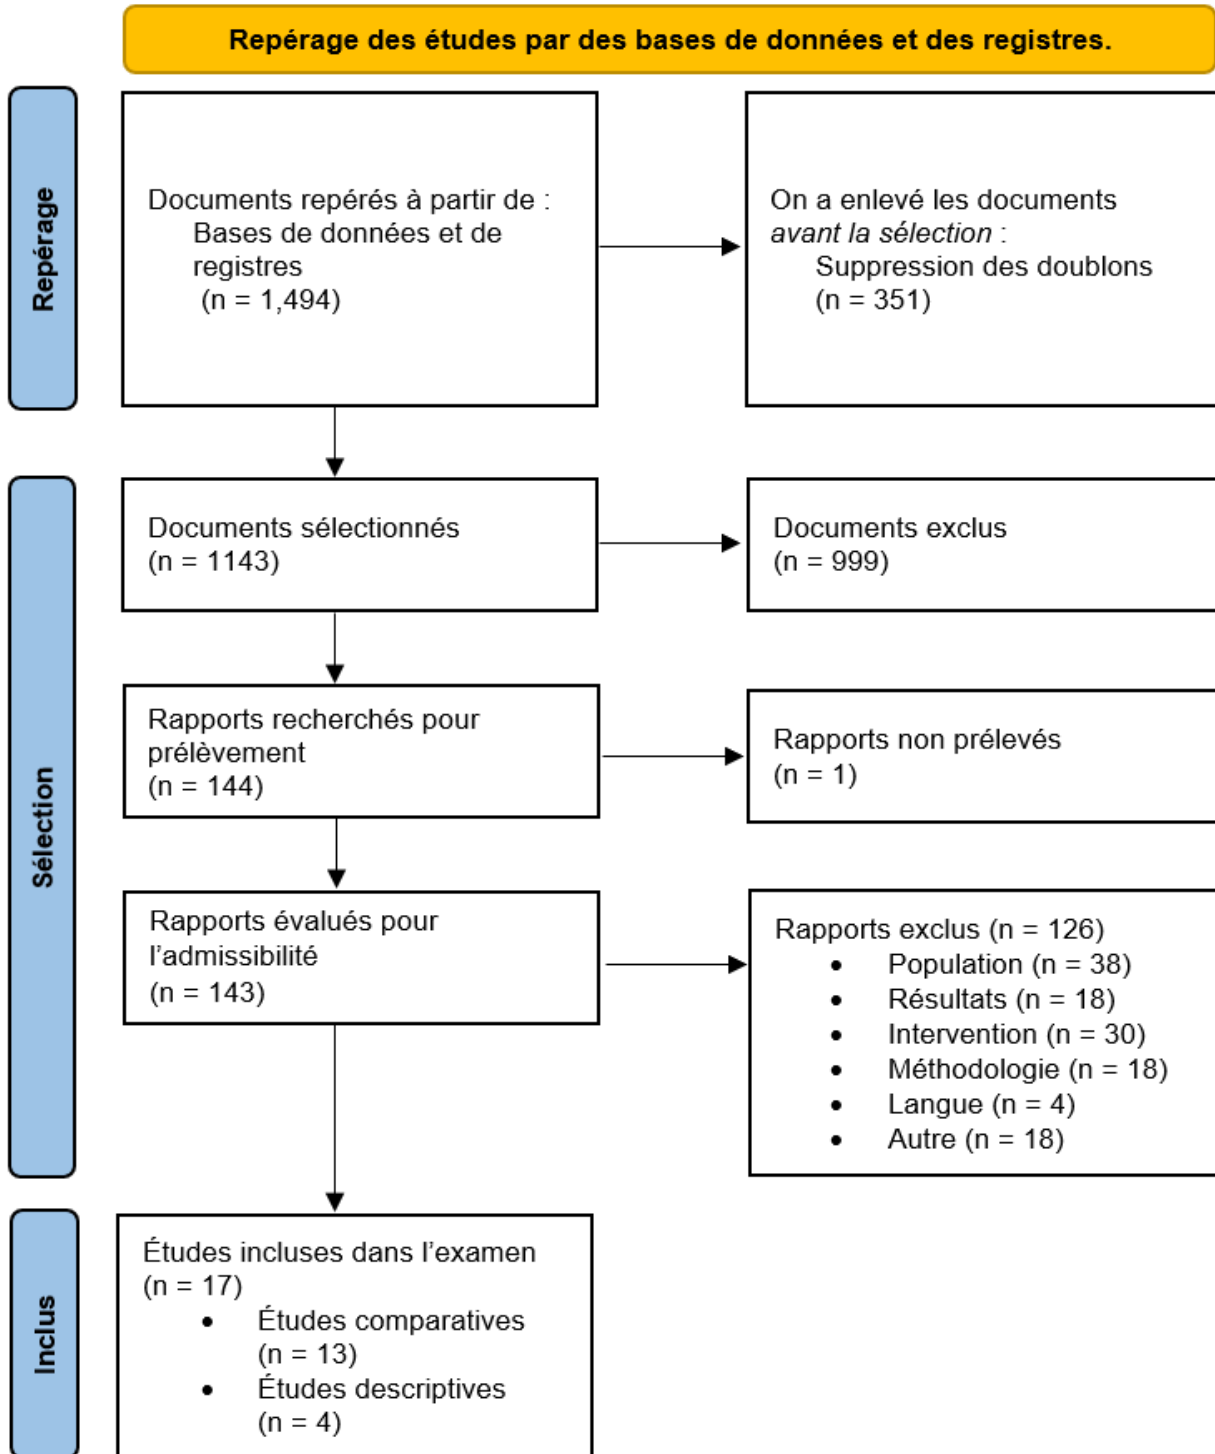 Repérage des études par des bases de données et des registres.
Repérage
Documents repérés à partir de :
Bases de données et de
registres
(n = 1,494)
On a enlevé les documents
avant la sélection :
Suppression des doublons
(n = 351)
Sélection
Documents sélectionnés
(n = 1143)
Documents exclus
(n = 999)
Rapports recherchés pour
prélèvement
(n = 144)
Rapports non prélevés
(n = 1)
Rapports évalués pour
l’admissibilité
(n = 143)
Rapports exclus (n = 126)
• Population (n = 38)
• Résultats (n = 18)
• Intervention (n = 30)
• Méthodologie (n = 18)
• Langue (n = 4)
• Autre (n = 18)
Inclus
Études incluses dans l’examen
(n = 17)
• Études comparatives
(n = 13)
• Études descriptives
(n = 4)